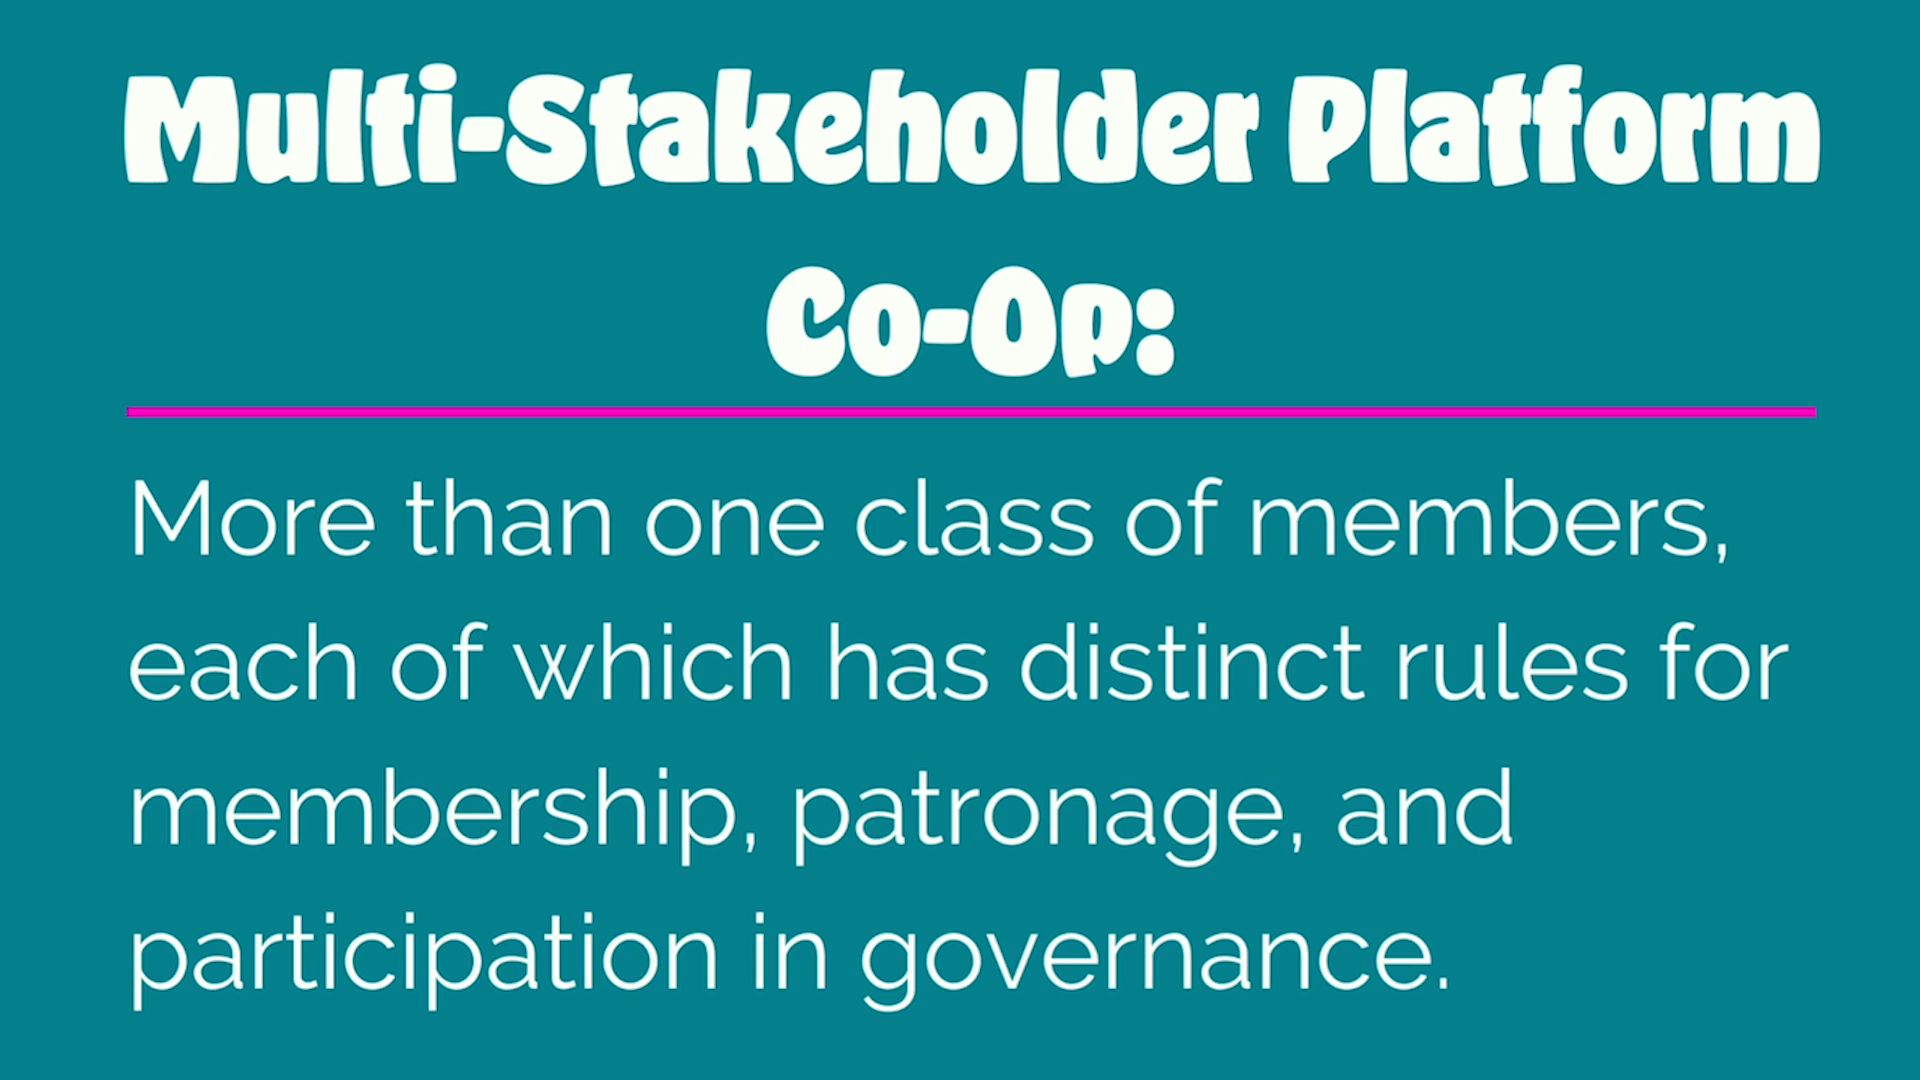 Multi-Stakeholder Platform
Co-Op:
More than one class of members,
each of which has distinct rules for
membership, patronage, and
participation in governance.